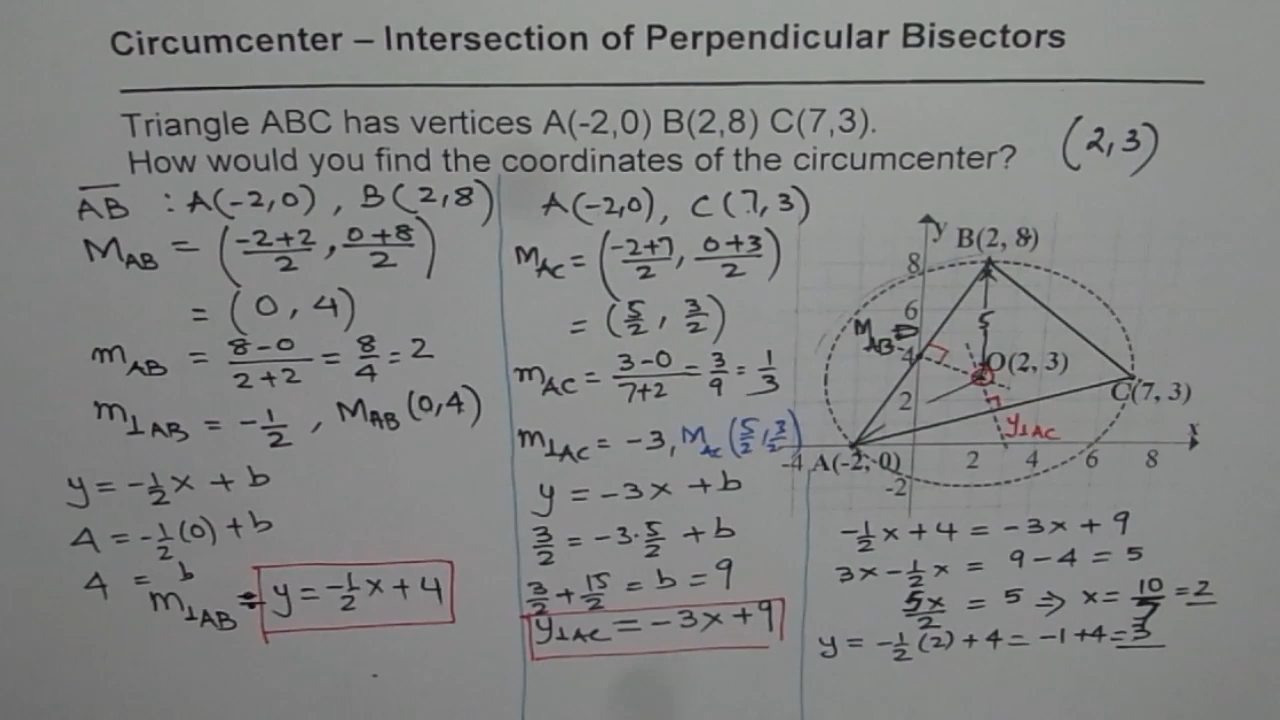 Circumcenter – Intersection of Perpendicular Bisectors
Triangle ABC has vertices A(-2,0) B(2,8) C(7,3).
How would you find the coordinates of the circumcenter? (2,3)
AB : A(-2,0) , B(2,8)
M_AB = (-2+2/2 , 0+8/2)
= (0, 4)
m_AB = 8-0/2+2 = 8/4 = 2
m⊥AB = -1/2 , M_AB (0,4)
y = -1/2 x + b
4 = -1/2 (0) + b
4 = b
m⊥AB = y = -1/2 x + 4
A(-2,0), C(7,3)
M_AC = (-2+7/2 , 0+3/2)
= (5/2 , 3/2)
m_AC = 3-0/7+2 = 3/9 = 1/3
m⊥AC = -3, M_AC (5/2 , 3/2)
y = -3x + b
3/2 = -3·5/2 + b
3/2 + 15/2 = b = 9
y⊥AC = -3x + 9
y
B(2, 8)
8
6
5
M_AB
4
O(2, 3)
2
C(7, 3)
y⊥AC
x
-4 A(-2, 0) 2 4 6 8
-2
-1/2 x + 4 = -3x + 9
3x - 1/2 x = 9 - 4 = 5
5x/2 = 5 ⇒ x = 10/5 = 2
y = -1/2 (2) + 4 = -1 + 4 = 3